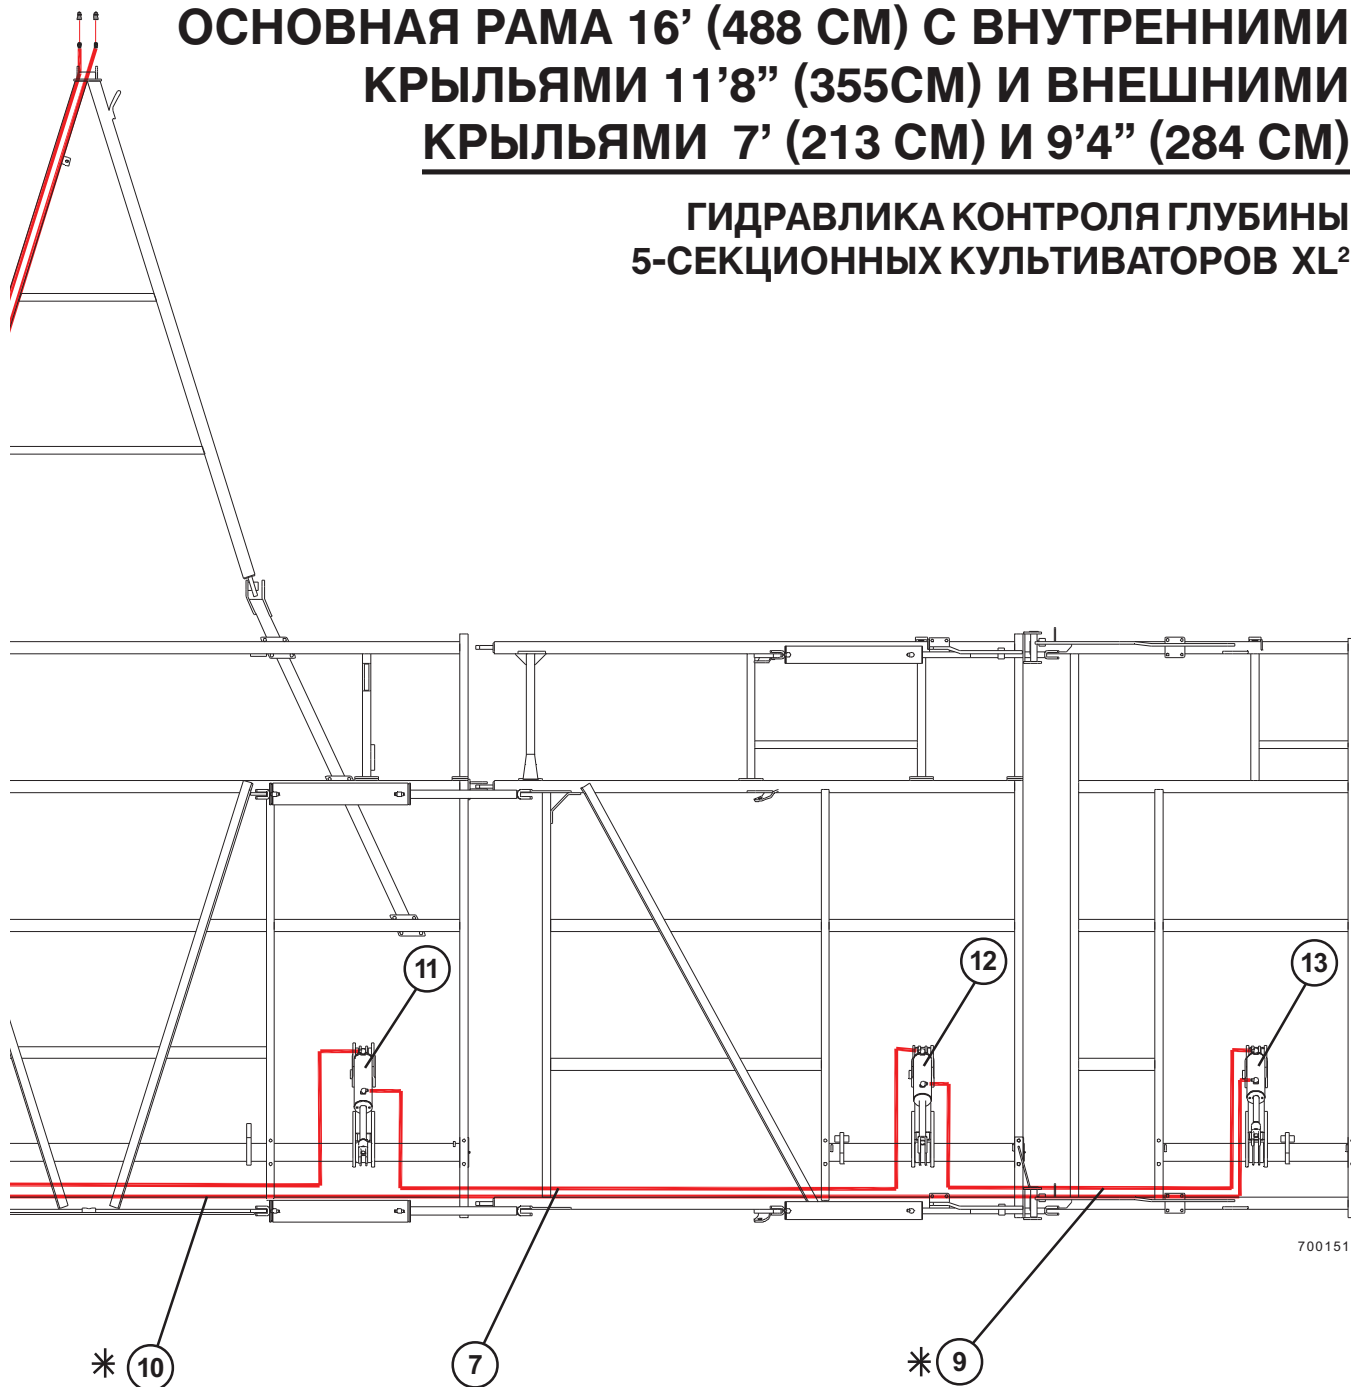 ОСНОВНАЯ РАМА 16’ (488 СМ) С ВНУТРЕННИМИ
КРЫЛЬЯМИ 11’8” (355СМ) И ВНЕШНИМИ
КРЫЛЬЯМИ 7’ (213 СМ) И 9’4” (284 СМ)
ГИДРАВЛИКА КОНТРОЛЯ ГЛУБИНЫ
5-СЕКЦИОННЫХ КУЛЬТИВАТОРОВ XL²
11
12
13
700151
✳ 10
7
✳ 9